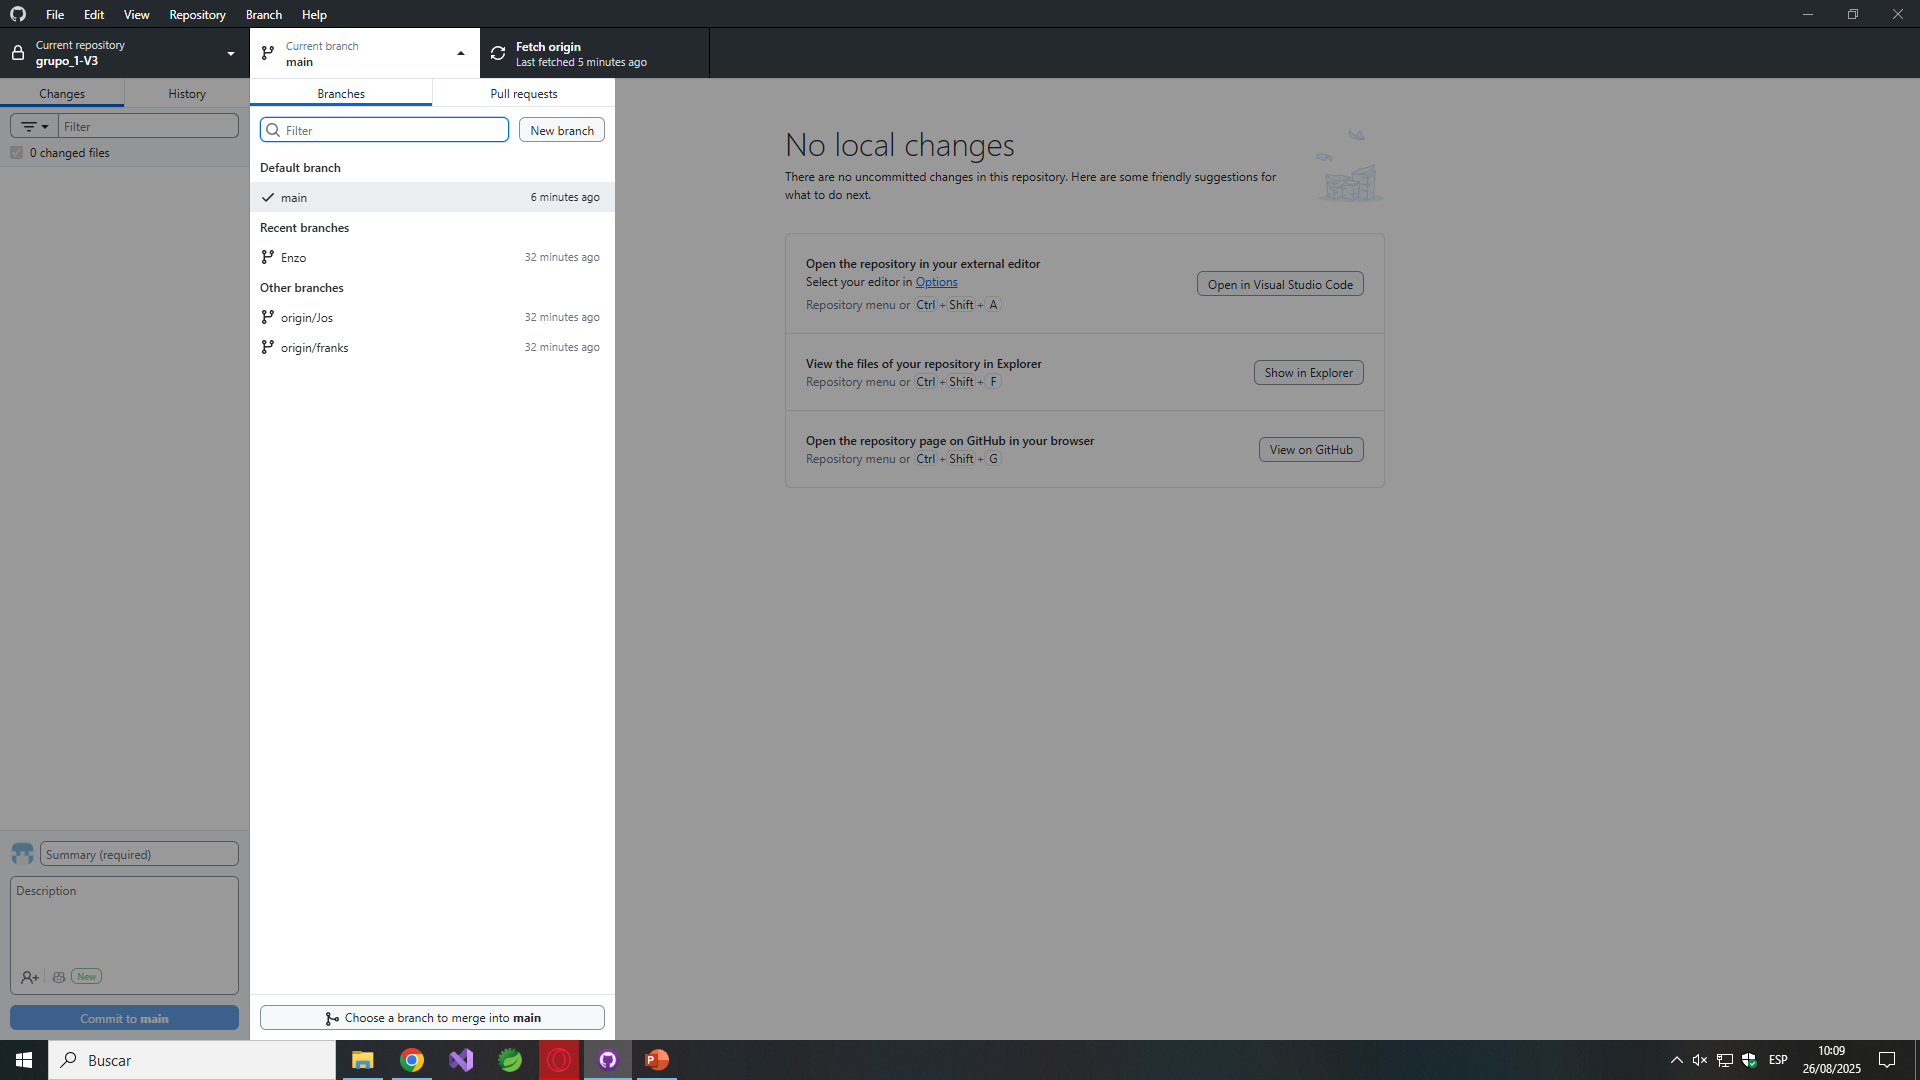 File Edit View Repository Branch Help
Current repository
grupo_1-V3
Current branch
main
Fetch origin
Last fetched 5 minutes ago
Changes
History
Filter
0 changed files
Branches
Pull requests
Filter
New branch
Default branch
main 6 minutes ago
Recent branches
Enzo 32 minutes ago
Other branches
origin/Jos 32 minutes ago
origin/franks 32 minutes ago
Choose a branch to merge into main
No local changes
There are no uncommitted changes in this repository. Here are some friendly suggestions for
what to do next.
Open the repository in your external editor
Select your editor in Options
Repository menu or Ctrl + Shift + A
Open in Visual Studio Code
View the files of your repository in Explorer
Repository menu or Ctrl + Shift + F
Show in Explorer
Open the repository page on GitHub in your browser
Repository menu or Ctrl + Shift + G
View on GitHub
Summary (required)
Description
New
Commit to main
Buscar
ESP
10:09
26/08/2025